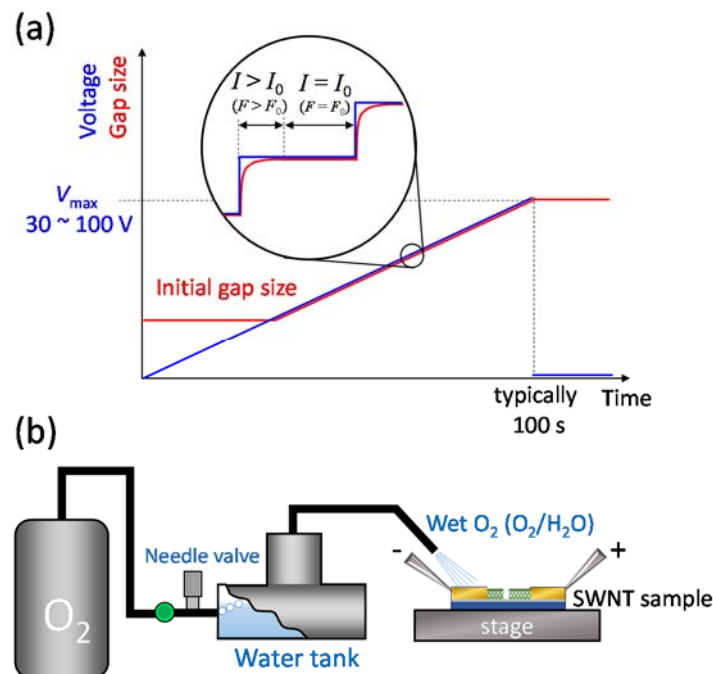 (a)
Voltage
Gap size
I > I₀ I = I₀
(F > F₀) (F = F₀)
Vmax
30 ~ 100 V
Initial gap size
typically
100 s
Time
(b)
Wet O₂ (O₂/H₂O)
Needle valve
- +
O₂
SWNT sample
stage
Water tank